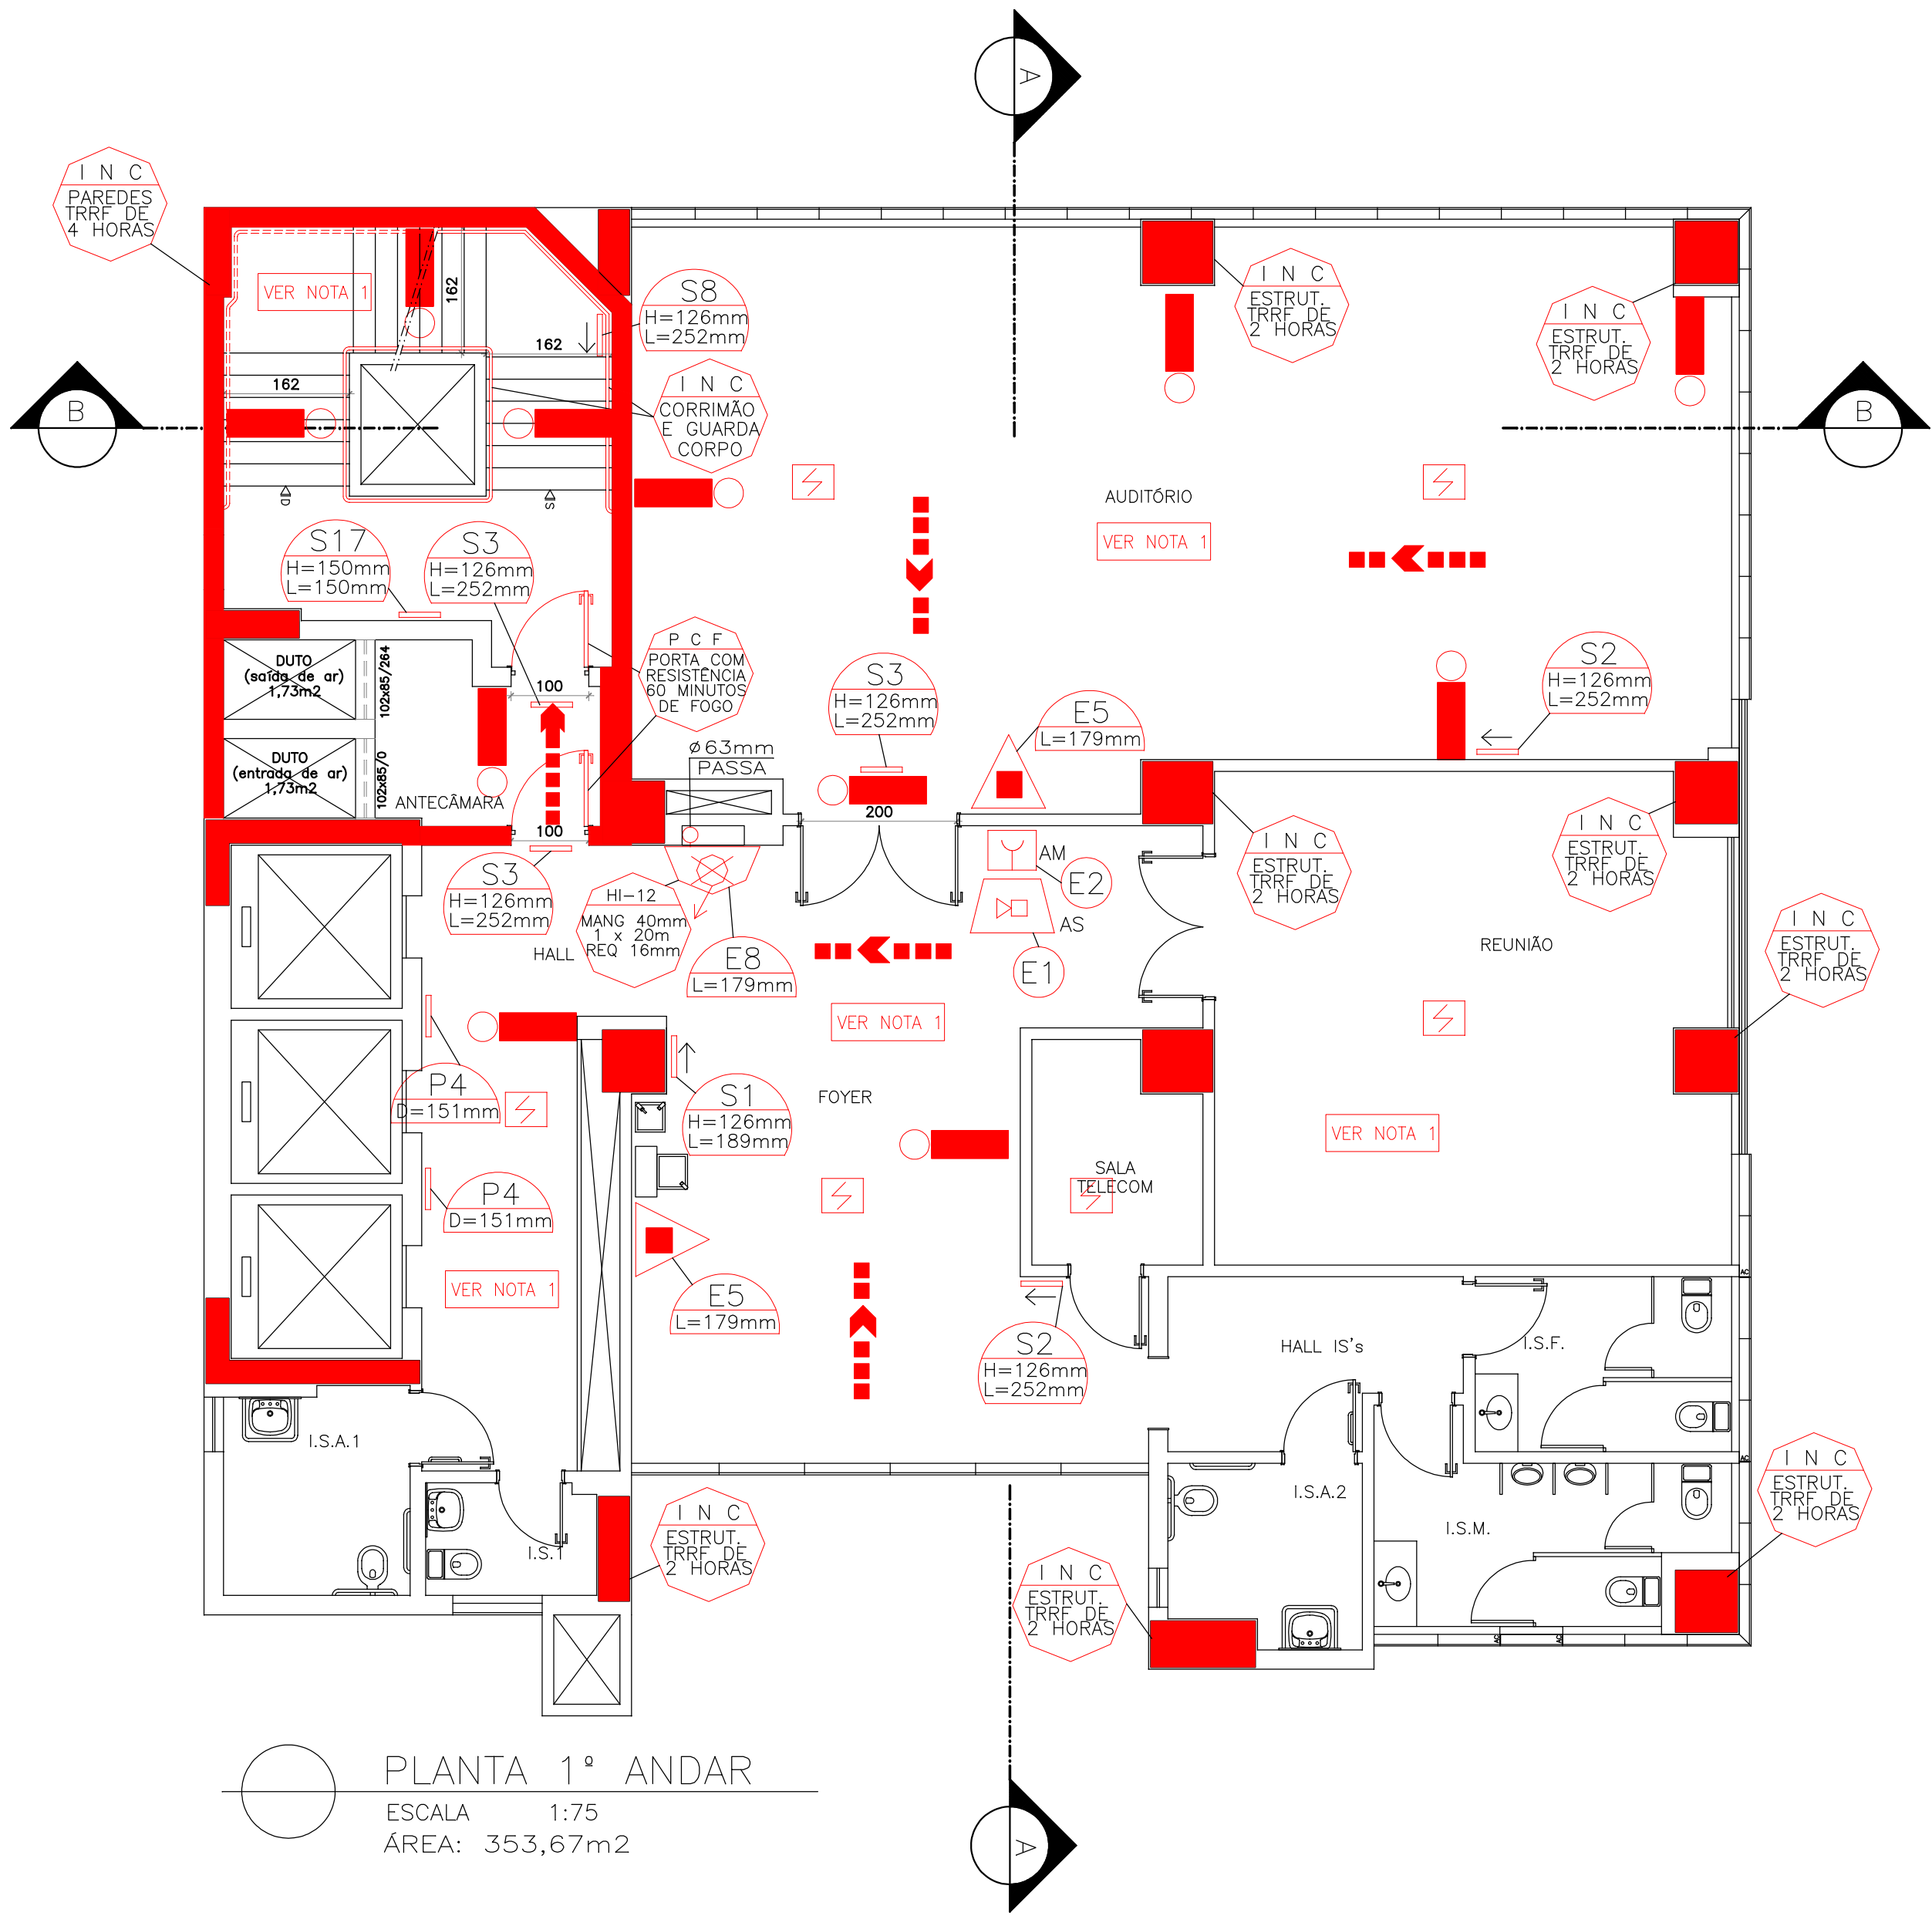 A
I N C
PAREDES
TRRF DE
4 HORAS
VER NOTA 1
162
162
162
S8
H=126mm
L=252mm
I N C
ESTRUT.
TRRF DE
2 HORAS
I N C
ESTRUT.
TRRF DE
2 HORAS
B
B
I N C
CORRIMÃO
E GUARDA
CORPO
D
S
AUDITÓRIO
VER NOTA 1
S17
H=150mm
L=150mm
S3
H=126mm
L=252mm
P C F
PORTA COM
RESISTÊNCIA
60 MINUTOS
DE FOGO
S3
H=126mm
L=252mm
S2
H=126mm
L=252mm
E5
L=179mm
DUTO
(saída de ar)
1,73m2
102x85/264
100
DUTO
(entrada de ar)
1,73m2
102x85/0
ANTECÂMARA
ø63mm
PASSA
200
100
S3
H=126mm
L=252mm
HALL
HI-12
MANG 40mm
1 x 20m
REQ 16mm
E8
L=179mm
AM
E2
AS
E1
I N C
ESTRUT.
TRRF DE
2 HORAS
I N C
ESTRUT.
TRRF DE
2 HORAS
REUNIÃO
I N C
ESTRUT.
TRRF DE
2 HORAS
VER NOTA 1
P4
D=151mm
S1
H=126mm
L=189mm
FOYER
VER NOTA 1
SALA
TELECOM
P4
D=151mm
VER NOTA 1
E5
L=179mm
S2
H=126mm
L=252mm
HALL IS's
I.S.F.
AC
AC
I.S.A.1
I.S.1
I N C
ESTRUT.
TRRF DE
2 HORAS
I.S.A.2
I.S.M.
I N C
ESTRUT.
TRRF DE
2 HORAS
I N C
ESTRUT.
TRRF DE
2 HORAS
AC
AC
PLANTA 1º ANDAR
ESCALA 1:75
ÁREA: 353,67m2
A